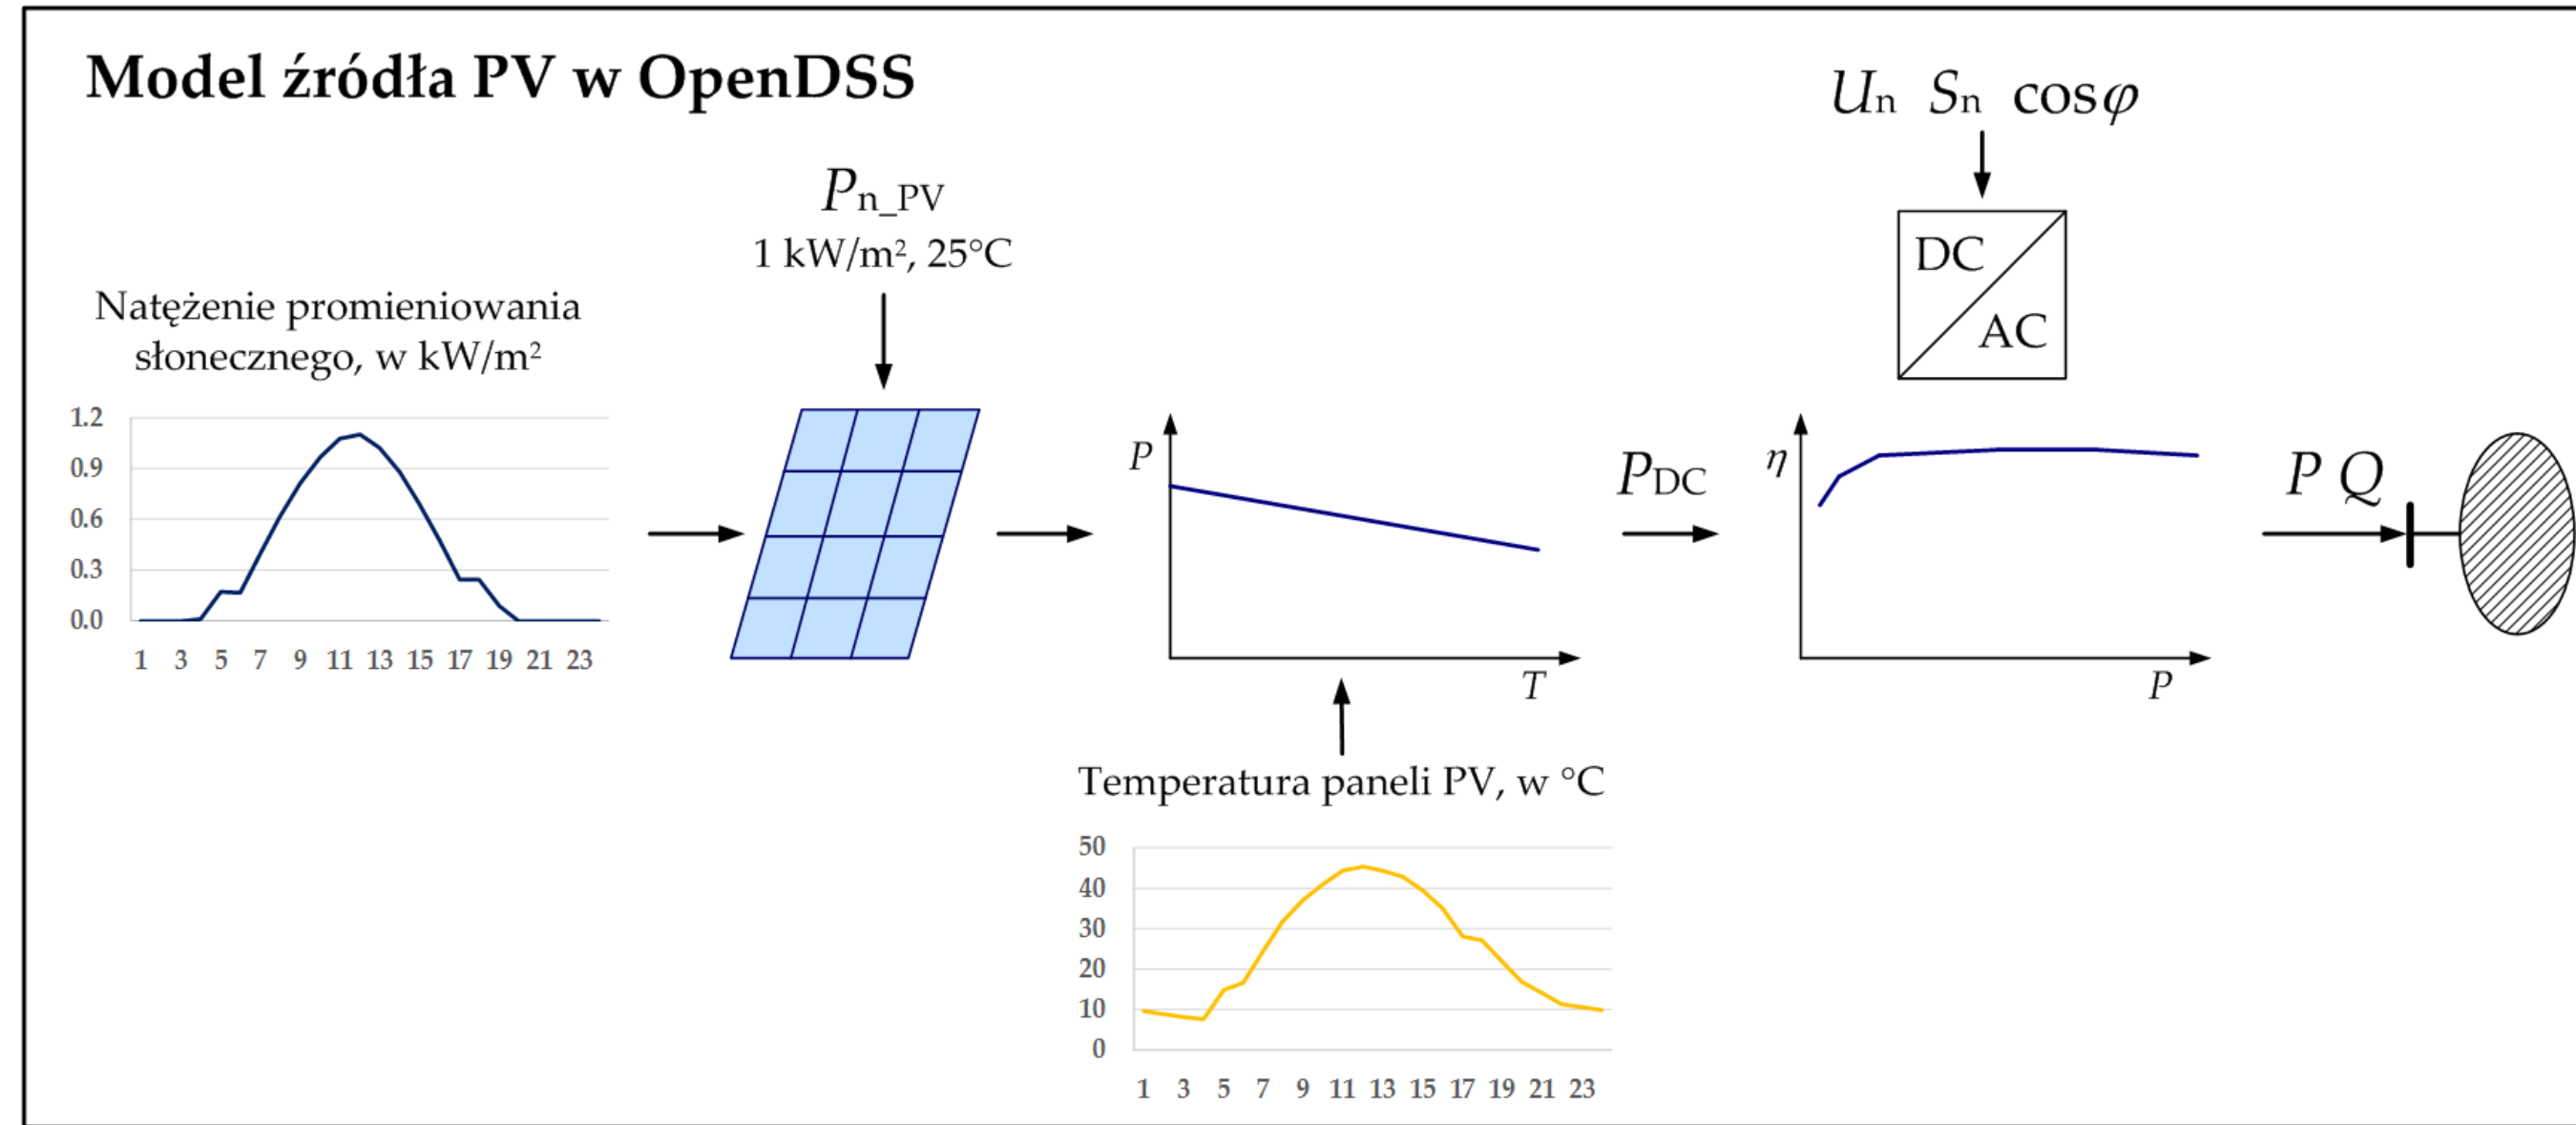 Model źródła PV w OpenDSS
Natężenie promieniowania
słonecznego, w kW/m²
1.2
0.9
0.6
0.3
0.0
1 3 5 7 9 11 13 15 17 19 21 23
Pn_PV
1 kW/m², 25°C
P
T
Temperatura paneli PV, w °C
50
40
30
20
10
0
1 3 5 7 9 11 13 15 17 19 21 23
PDC
Un Sn cosφ
DC
AC
η
P
P Q